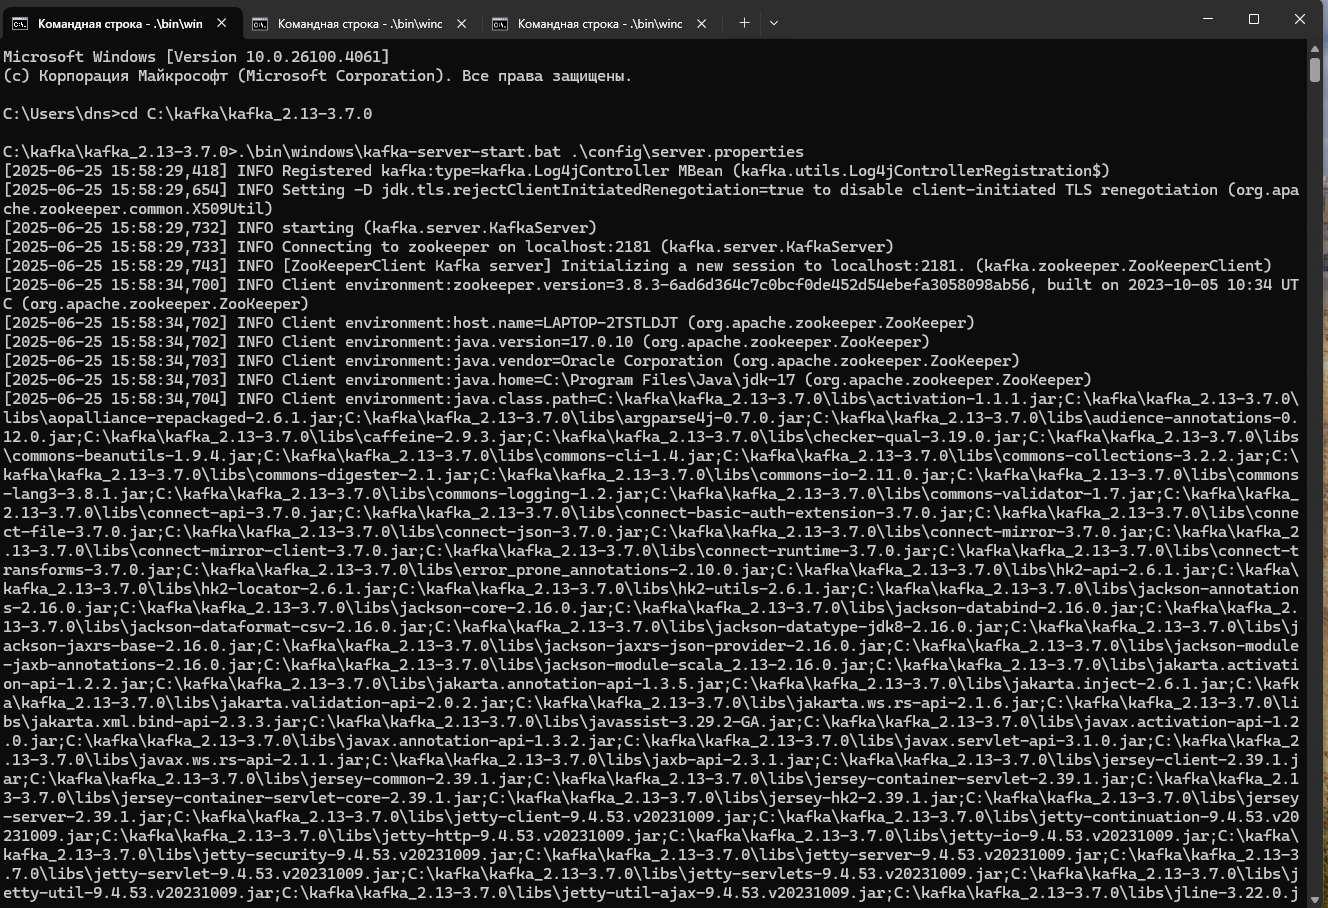 Командная строка - .\bin\win
Командная строка - .\bin\winc
Командная строка - .\bin\winc
Microsoft Windows [Version 10.0.26100.4061]
(c) Корпорация Майкрософт (Microsoft Corporation). Все права защищены.
C:\Users\dns>cd C:\kafka\kafka_2.13-3.7.0
C:\kafka\kafka_2.13-3.7.0>.\bin\windows\kafka-server-start.bat .\config\server.properties
[2025-06-25 15:58:29,418] INFO Registered kafka:type=kafka.Log4jController MBean (kafka.utils.Log4jControllerRegistration$)
[2025-06-25 15:58:29,654] INFO Setting -D jdk.tls.rejectClientInitiatedRenegotiation=true to disable client-initiated TLS renegotiation (org.apa
che.zookeeper.common.X509Util)
[2025-06-25 15:58:29,732] INFO starting (kafka.server.KafkaServer)
[2025-06-25 15:58:29,733] INFO Connecting to zookeeper on localhost:2181 (kafka.server.KafkaServer)
[2025-06-25 15:58:29,743] INFO [ZooKeeperClient Kafka server] Initializing a new session to localhost:2181. (kafka.zookeeper.ZooKeeperClient)
[2025-06-25 15:58:34,700] INFO Client environment:zookeeper.version=3.8.3-6ad6d364c7c0bcf0de452d54ebefa3058098ab56, built on 2023-10-05 10:34 UT
C (org.apache.zookeeper.ZooKeeper)
[2025-06-25 15:58:34,702] INFO Client environment:host.name=LAPTOP-2TSTLDJT (org.apache.zookeeper.ZooKeeper)
[2025-06-25 15:58:34,702] INFO Client environment:java.version=17.0.10 (org.apache.zookeeper.ZooKeeper)
[2025-06-25 15:58:34,703] INFO Client environment:java.vendor=Oracle Corporation (org.apache.zookeeper.ZooKeeper)
[2025-06-25 15:58:34,703] INFO Client environment:java.home=C:\Program Files\Java\jdk-17 (org.apache.zookeeper.ZooKeeper)
[2025-06-25 15:58:34,704] INFO Client environment:java.class.path=C:\kafka\kafka_2.13-3.7.0\libs\activation-1.1.1.jar;C:\kafka\kafka_2.13-3.7.0\
libs\aopalliance-repackaged-2.6.1.jar;C:\kafka\kafka_2.13-3.7.0\libs\argparse4j-0.7.0.jar;C:\kafka\kafka_2.13-3.7.0\libs\audience-annotations-0.
12.0.jar;C:\kafka\kafka_2.13-3.7.0\libs\caffeine-2.9.3.jar;C:\kafka\kafka_2.13-3.7.0\libs\checker-qual-3.19.0.jar;C:\kafka\kafka_2.13-3.7.0\libs
\commons-beanutils-1.9.4.jar;C:\kafka\kafka_2.13-3.7.0\libs\commons-cli-1.4.jar;C:\kafka\kafka_2.13-3.7.0\libs\commons-collections-3.2.2.jar;C:\
kafka\kafka_2.13-3.7.0\libs\commons-digester-2.1.jar;C:\kafka\kafka_2.13-3.7.0\libs\commons-io-2.11.0.jar;C:\kafka\kafka_2.13-3.7.0\libs\commons
-lang3-3.8.1.jar;C:\kafka\kafka_2.13-3.7.0\libs\commons-logging-1.2.jar;C:\kafka\kafka_2.13-3.7.0\libs\commons-validator-1.7.jar;C:\kafka\kafka_
2.13-3.7.0\libs\connect-api-3.7.0.jar;C:\kafka\kafka_2.13-3.7.0\libs\connect-basic-auth-extension-3.7.0.jar;C:\kafka\kafka_2.13-3.7.0\libs\conne
ct-file-3.7.0.jar;C:\kafka\kafka_2.13-3.7.0\libs\connect-json-3.7.0.jar;C:\kafka\kafka_2.13-3.7.0\libs\connect-mirror-3.7.0.jar;C:\kafka\kafka_2
.13-3.7.0\libs\connect-mirror-client-3.7.0.jar;C:\kafka\kafka_2.13-3.7.0\libs\connect-runtime-3.7.0.jar;C:\kafka\kafka_2.13-3.7.0\libs\connect-t
ransforms-3.7.0.jar;C:\kafka\kafka_2.13-3.7.0\libs\error_prone_annotations-2.10.0.jar;C:\kafka\kafka_2.13-3.7.0\libs\hk2-api-2.6.1.jar;C:\kafka\
kafka_2.13-3.7.0\libs\hk2-locator-2.6.1.jar;C:\kafka\kafka_2.13-3.7.0\libs\hk2-utils-2.6.1.jar;C:\kafka\kafka_2.13-3.7.0\libs\jackson-annotation
s-2.16.0.jar;C:\kafka\kafka_2.13-3.7.0\libs\jackson-core-2.16.0.jar;C:\kafka\kafka_2.13-3.7.0\libs\jackson-databind-2.16.0.jar;C:\kafka\kafka_2.
13-3.7.0\libs\jackson-dataformat-csv-2.16.0.jar;C:\kafka\kafka_2.13-3.7.0\libs\jackson-datatype-jdk8-2.16.0.jar;C:\kafka\kafka_2.13-3.7.0\libs\j
ackson-jaxrs-base-2.16.0.jar;C:\kafka\kafka_2.13-3.7.0\libs\jackson-jaxrs-json-provider-2.16.0.jar;C:\kafka\kafka_2.13-3.7.0\libs\jackson-module
-jaxb-annotations-2.16.0.jar;C:\kafka\kafka_2.13-3.7.0\libs\jackson-module-scala_2.13-2.16.0.jar;C:\kafka\kafka_2.13-3.7.0\libs\jakarta.activati
on-api-1.2.2.jar;C:\kafka\kafka_2.13-3.7.0\libs\jakarta.annotation-api-1.3.5.jar;C:\kafka\kafka_2.13-3.7.0\libs\jakarta.inject-2.6.1.jar;C:\kafk
a\kafka_2.13-3.7.0\libs\jakarta.validation-api-2.0.2.jar;C:\kafka\kafka_2.13-3.7.0\libs\jakarta.ws.rs-api-2.1.6.jar;C:\kafka\kafka_2.13-3.7.0\li
bs\jakarta.xml.bind-api-2.3.3.jar;C:\kafka\kafka_2.13-3.7.0\libs\javassist-3.29.2-GA.jar;C:\kafka\kafka_2.13-3.7.0\libs\javax.activation-api-1.2
.0.jar;C:\kafka\kafka_2.13-3.7.0\libs\javax.annotation-api-1.3.2.jar;C:\kafka\kafka_2.13-3.7.0\libs\javax.servlet-api-3.1.0.jar;C:\kafka\kafka_2
.13-3.7.0\libs\javax.ws.rs-api-2.1.1.jar;C:\kafka\kafka_2.13-3.7.0\libs\jaxb-api-2.3.1.jar;C:\kafka\kafka_2.13-3.7.0\libs\jersey-client-2.39.1.j
ar;C:\kafka\kafka_2.13-3.7.0\libs\jersey-common-2.39.1.jar;C:\kafka\kafka_2.13-3.7.0\libs\jersey-container-servlet-2.39.1.jar;C:\kafka\kafka_2.1
3-3.7.0\libs\jersey-container-servlet-core-2.39.1.jar;C:\kafka\kafka_2.13-3.7.0\libs\jersey-hk2-2.39.1.jar;C:\kafka\kafka_2.13-3.7.0\libs\jersey
-server-2.39.1.jar;C:\kafka\kafka_2.13-3.7.0\libs\jetty-client-9.4.53.v20231009.jar;C:\kafka\kafka_2.13-3.7.0\libs\jetty-continuation-9.4.53.v20
231009.jar;C:\kafka\kafka_2.13-3.7.0\libs\jetty-http-9.4.53.v20231009.jar;C:\kafka\kafka_2.13-3.7.0\libs\jetty-io-9.4.53.v20231009.jar;C:\kafka\
kafka_2.13-3.7.0\libs\jetty-security-9.4.53.v20231009.jar;C:\kafka\kafka_2.13-3.7.0\libs\jetty-server-9.4.53.v20231009.jar;C:\kafka\kafka_2.13-3
.7.0\libs\jetty-servlet-9.4.53.v20231009.jar;C:\kafka\kafka_2.13-3.7.0\libs\jetty-servlets-9.4.53.v20231009.jar;C:\kafka\kafka_2.13-3.7.0\libs\j
etty-util-9.4.53.v20231009.jar;C:\kafka\kafka_2.13-3.7.0\libs\jetty-util-ajax-9.4.53.v20231009.jar;C:\kafka\kafka_2.13-3.7.0\libs\jline-3.22.0.j